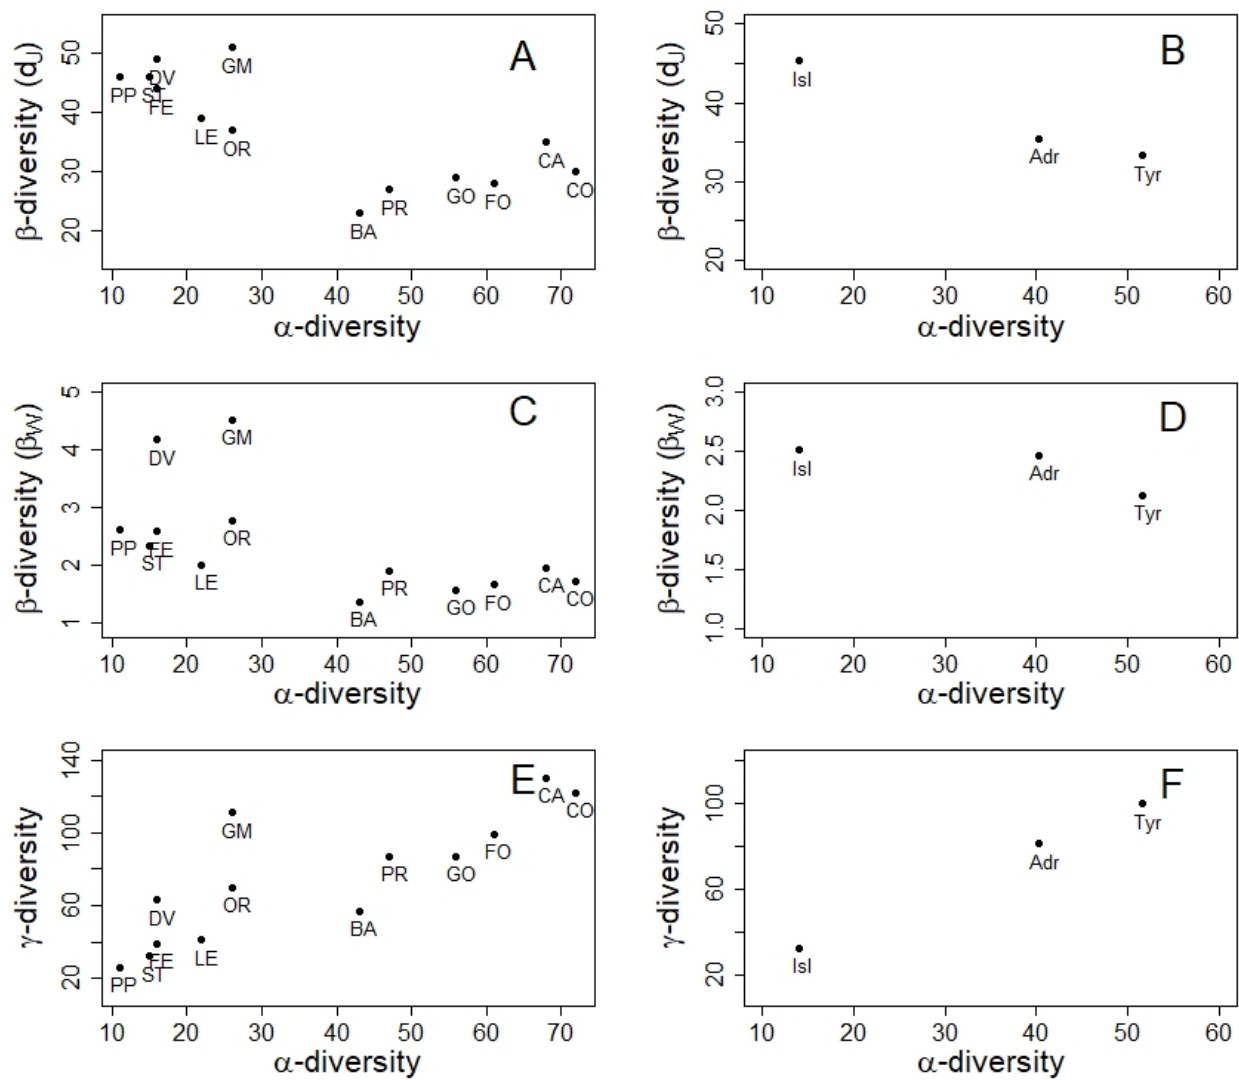 A
β-diversity (dJ)
50
40
30
20
GM
DV
PP
ST
FE
LE
OR
CA
CO
GO
FO
PR
BA
10 20 30 40 50 60 70
α-diversity
B
β-diversity (dJ)
50
40
30
20
Isl
Adr
Tyr
10 20 30 40 50 60
α-diversity
C
β-diversity (βW)
5
4
3
2
1
GM
DV
OR
PP
FE
ST
LE
PR
CA
CO
GO
FO
BA
10 20 30 40 50 60 70
α-diversity
D
β-diversity (βW)
3.0
2.5
2.0
1.5
1.0
Isl
Adr
Tyr
10 20 30 40 50 60
α-diversity
E
γ-diversity
140
100
60
20
CA
CO
GM
FO
PR
GO
OR
DV
BA
FE
LE
ST
PP
10 20 30 40 50 60 70
α-diversity
F
γ-diversity
100
60
20
Tyr
Adr
Isl
10 20 30 40 50 60
α-diversity